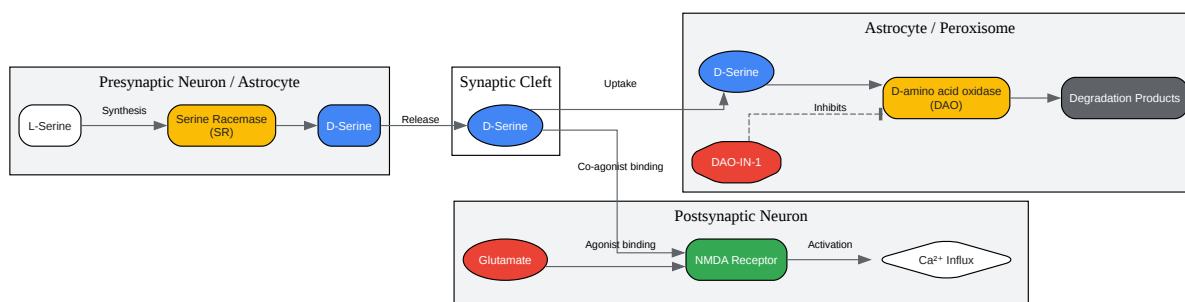 Astrocyte / Peroxisome
D-Serine
D-amino acid oxidase
(DAO)
Degradation Products
Inhibits
DAO-IN-1
Uptake
Presynaptic Neuron / Astrocyte
L-Serine
Synthesis
Serine Racemase
(SR)
D-Serine
Release
Synaptic Cleft
D-Serine
Co-agonist binding
Postsynaptic Neuron
Glutamate
Agonist binding
NMDA Receptor
Activation
Ca²⁺ Influx